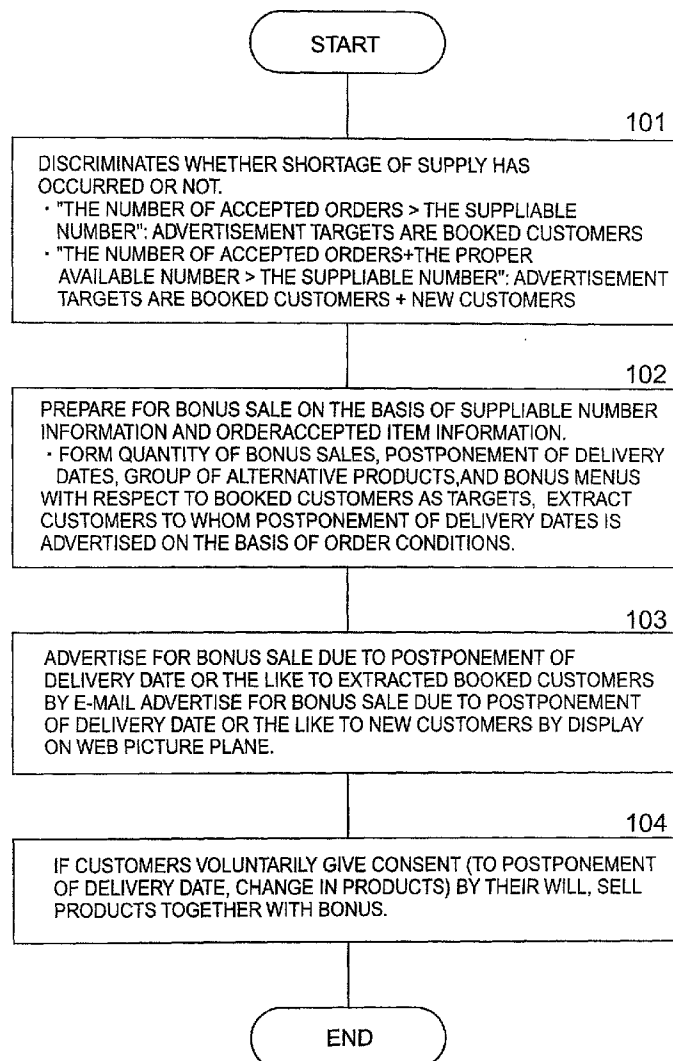 START
101
DISCRIMINATES WHETHER SHORTAGE OF SUPPLY HAS
OCCURRED OR NOT.
· "THE NUMBER OF ACCEPTED ORDERS > THE SUPPLIABLE
NUMBER": ADVERTISEMENT TARGETS ARE BOOKED CUSTOMERS
· "THE NUMBER OF ACCEPTED ORDERS+THE PROPER
AVAILABLE NUMBER > THE SUPPLIABLE NUMBER": ADVERTISEMENT
TARGETS ARE BOOKED CUSTOMERS + NEW CUSTOMERS
102
PREPARE FOR BONUS SALE ON THE BASIS OF SUPPLIABLE NUMBER
INFORMATION AND ORDERACCEPTED ITEM INFORMATION.
· FORM QUANTITY OF BONUS SALES, POSTPONEMENT OF DELIVERY
DATES, GROUP OF ALTERNATIVE PRODUCTS,AND BONUS MENUS
WITH RESPECT TO BOOKED CUSTOMERS AS TARGETS, EXTRACT
CUSTOMERS TO WHOM POSTPONEMENT OF DELIVERY DATES IS
ADVERTISED ON THE BASIS OF ORDER CONDITIONS.
103
ADVERTISE FOR BONUS SALE DUE TO POSTPONEMENT OF
DELIVERY DATE OR THE LIKE TO EXTRACTED BOOKED CUSTOMERS
BY E-MAIL ADVERTISE FOR BONUS SALE DUE TO POSTPONEMENT
OF DELIVERY DATE OR THE LIKE TO NEW CUSTOMERS BY DISPLAY
ON WEB PICTURE PLANE.
104
IF CUSTOMERS VOLUNTARILY GIVE CONSENT (TO POSTPONEMENT
OF DELIVERY DATE, CHANGE IN PRODUCTS) BY THEIR WILL, SELL
PRODUCTS TOGETHER WITH BONUS.
END